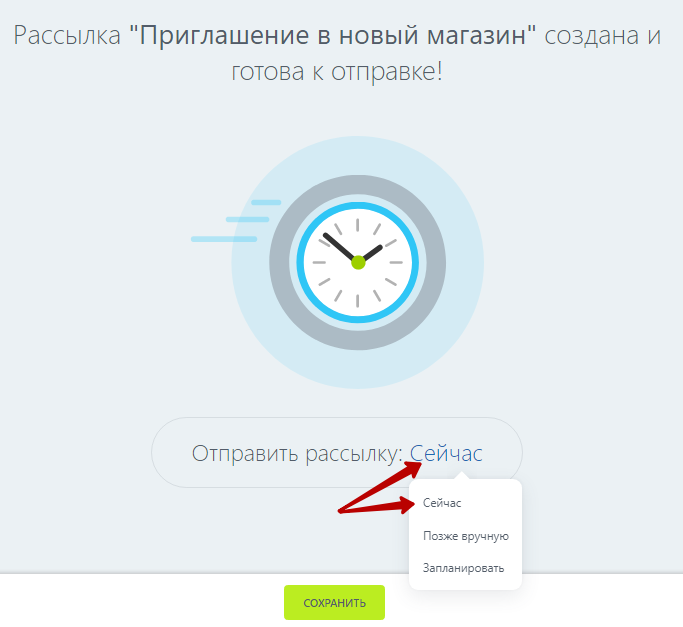 Рассылка "Приглашение в новый магазин" создана и
готова к отправке!
Отправить рассылку: Сейчас
Сейчас
Позже вручную
Запланировать
СОХРАНИТЬ